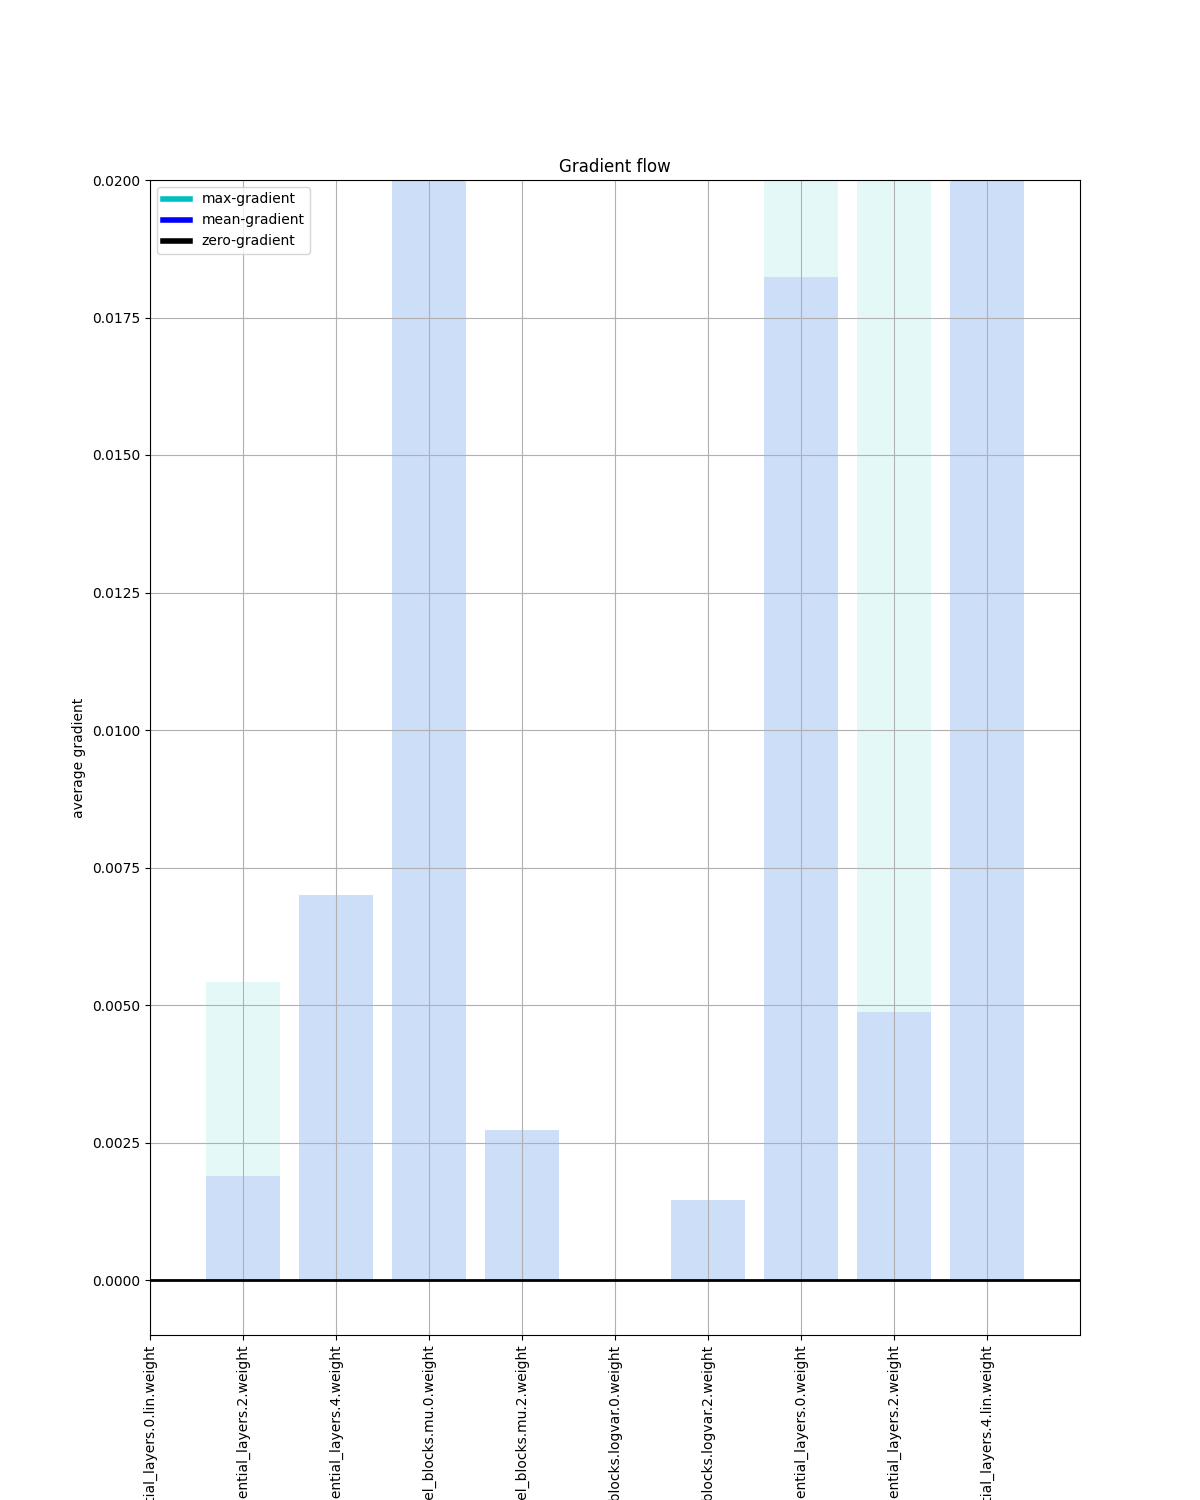 Gradient flow
max-gradient
mean-gradient
zero-gradient
0.0200
0.0175
0.0150
0.0125
0.0100
0.0075
0.0050
0.0025
0.0000
average gradient
tial_layers.0.lin.weight
ential_layers.2.weight
ential_layers.4.weight
el_blocks.mu.0.weight
el_blocks.mu.2.weight
blocks.logvar.0.weight
blocks.logvar.2.weight
ential_layers.0.weight
ential_layers.2.weight
tial_layers.4.lin.weight